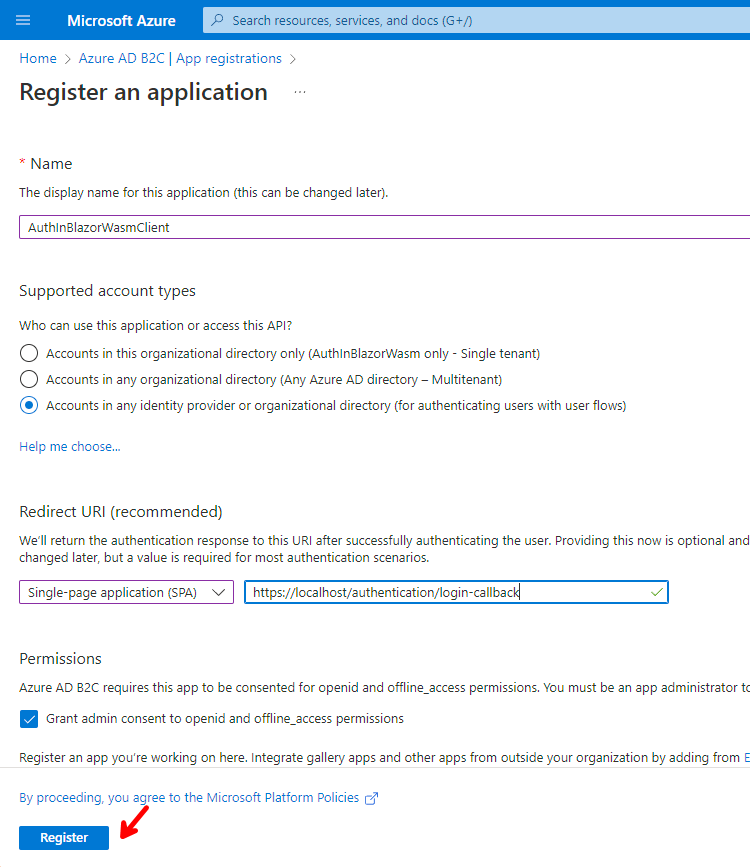 Microsoft Azure
Search resources, services, and docs (G+/)
Home > Azure AD B2C | App registrations >
Register an application ...
* Name
The display name for this application (this can be changed later).
AuthInBlazorWasmClient
Supported account types
Who can use this application or access this API?
Accounts in this organizational directory only (AuthInBlazorWasm only - Single tenant)
Accounts in any organizational directory (Any Azure AD directory – Multitenant)
Accounts in any identity provider or organizational directory (for authenticating users with user flows)
Help me choose...
Redirect URI (recommended)
We'll return the authentication response to this URI after successfully authenticating the user. Providing this now is optional and
changed later, but a value is required for most authentication scenarios.
Single-page application (SPA)
https://localhost/authentication/login-callback
Permissions
Azure AD B2C requires this app to be consented for openid and offline_access permissions. You must be an app administrator to
Grant admin consent to openid and offline_access permissions
Register an app you're working on here. Integrate gallery apps and other apps from outside your organization by adding from E
By proceeding, you agree to the Microsoft Platform Policies
Register